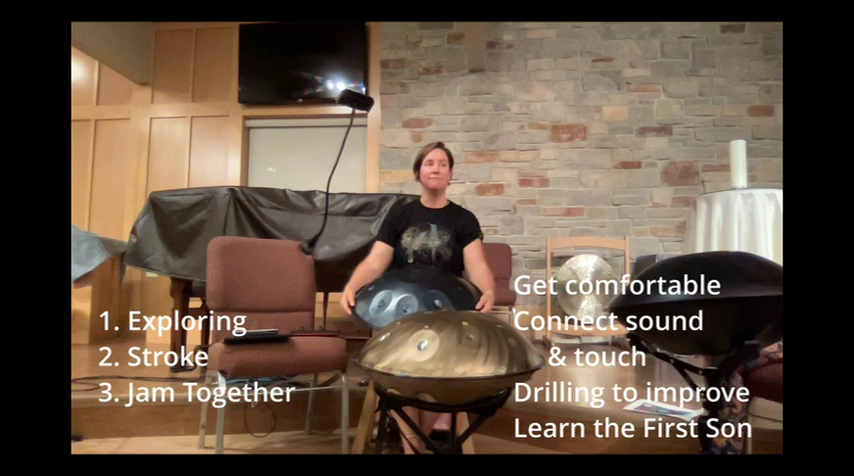 1. Exploring
2. Stroke
3. Jam Together
Get comfortable
Connect sound
& touch
Drilling to improve
Learn the First Son